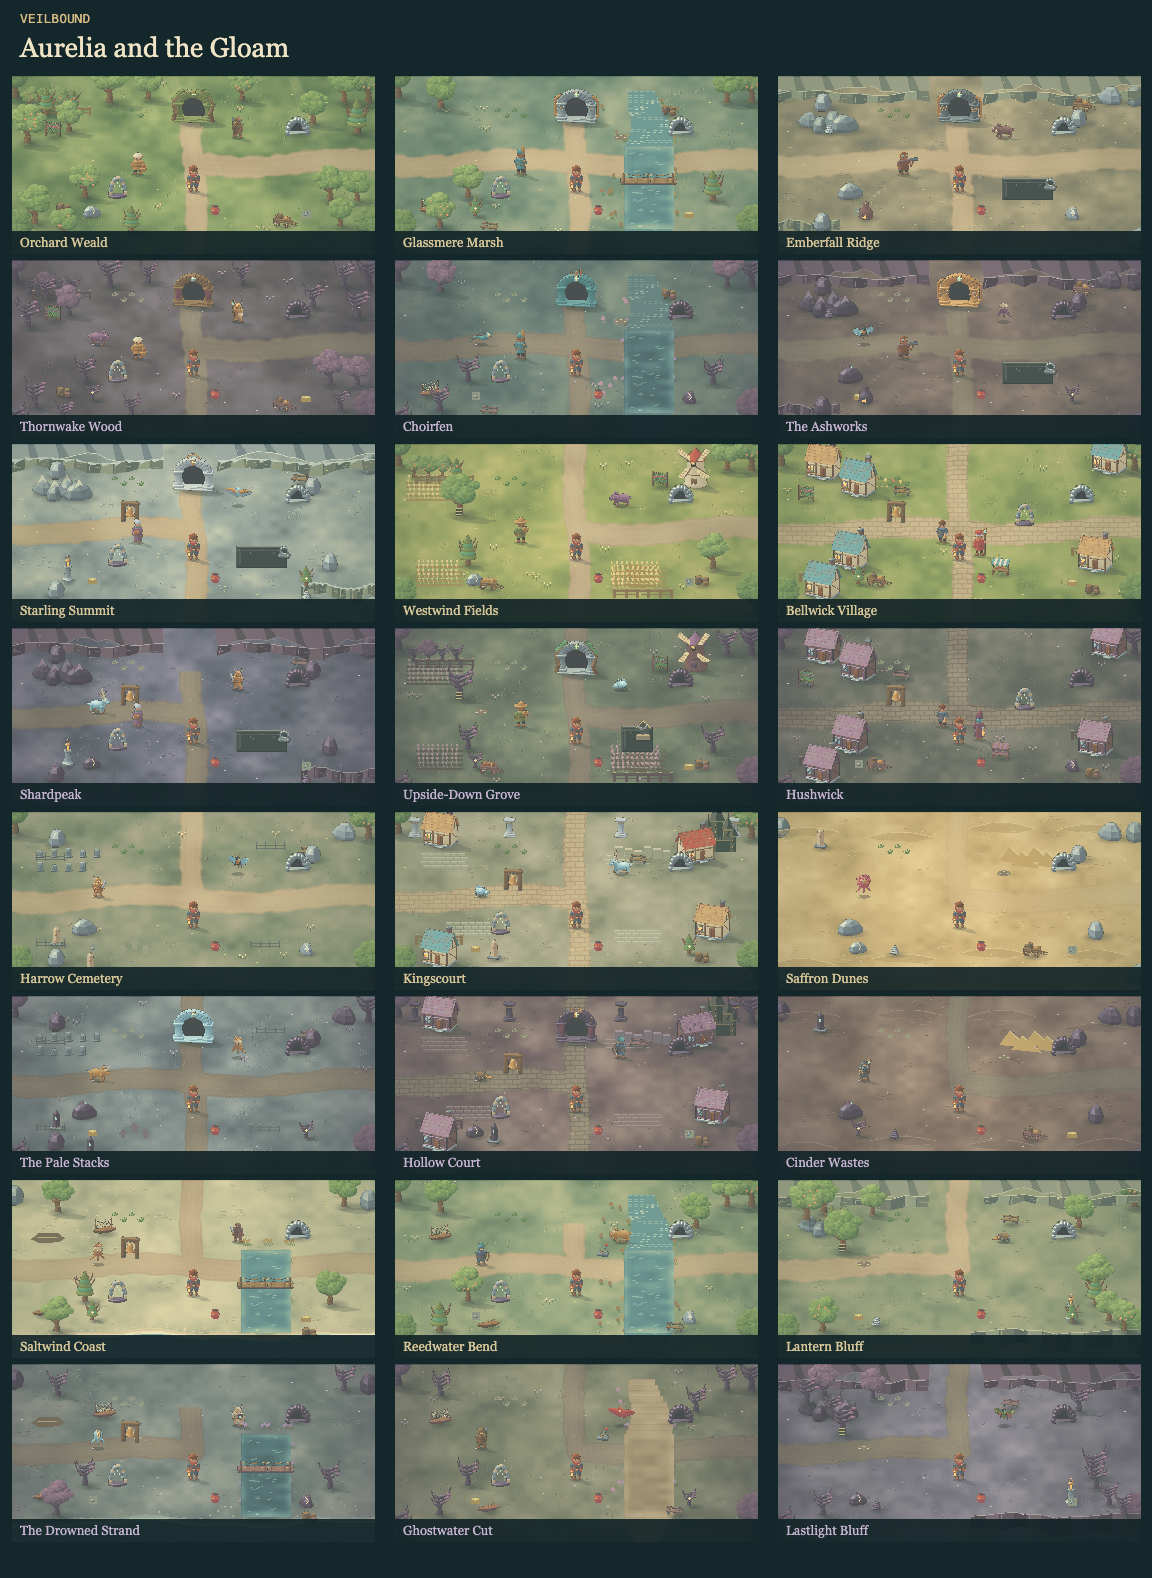 VEILBOUND
Aurelia and the Gloam
Orchard Weald
Glassmere Marsh
Emberfall Ridge
Thornwake Wood
Choirfen
The Ashworks
Starling Summit
Westwind Fields
Bellwick Village
Shardpeak
Upside-Down Grove
Hushwick
Harrow Cemetery
Kingscourt
Saffron Dunes
The Pale Stacks
Hollow Court
Cinder Wastes
Saltwind Coast
Reedwater Bend
Lantern Bluff
The Drowned Strand
Ghostwater Cut
Lastlight Bluff